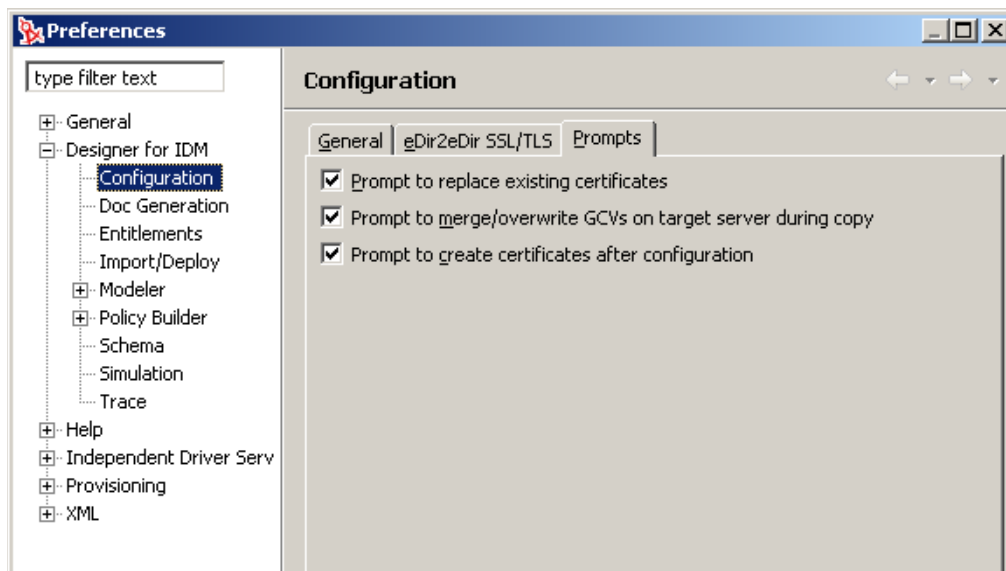 Preferences
type filter text
Configuration
General
Designer for IDM
Configuration
Doc Generation
Entitlements
Import/Deploy
Modeler
Policy Builder
Schema
Simulation
Trace
Help
Independent Driver Serv
Provisioning
XML
General eDir2eDir SSL/TLS Prompts
Prompt to replace existing certificates
Prompt to merge/overwrite GCVs on target server during copy
Prompt to create certificates after configuration